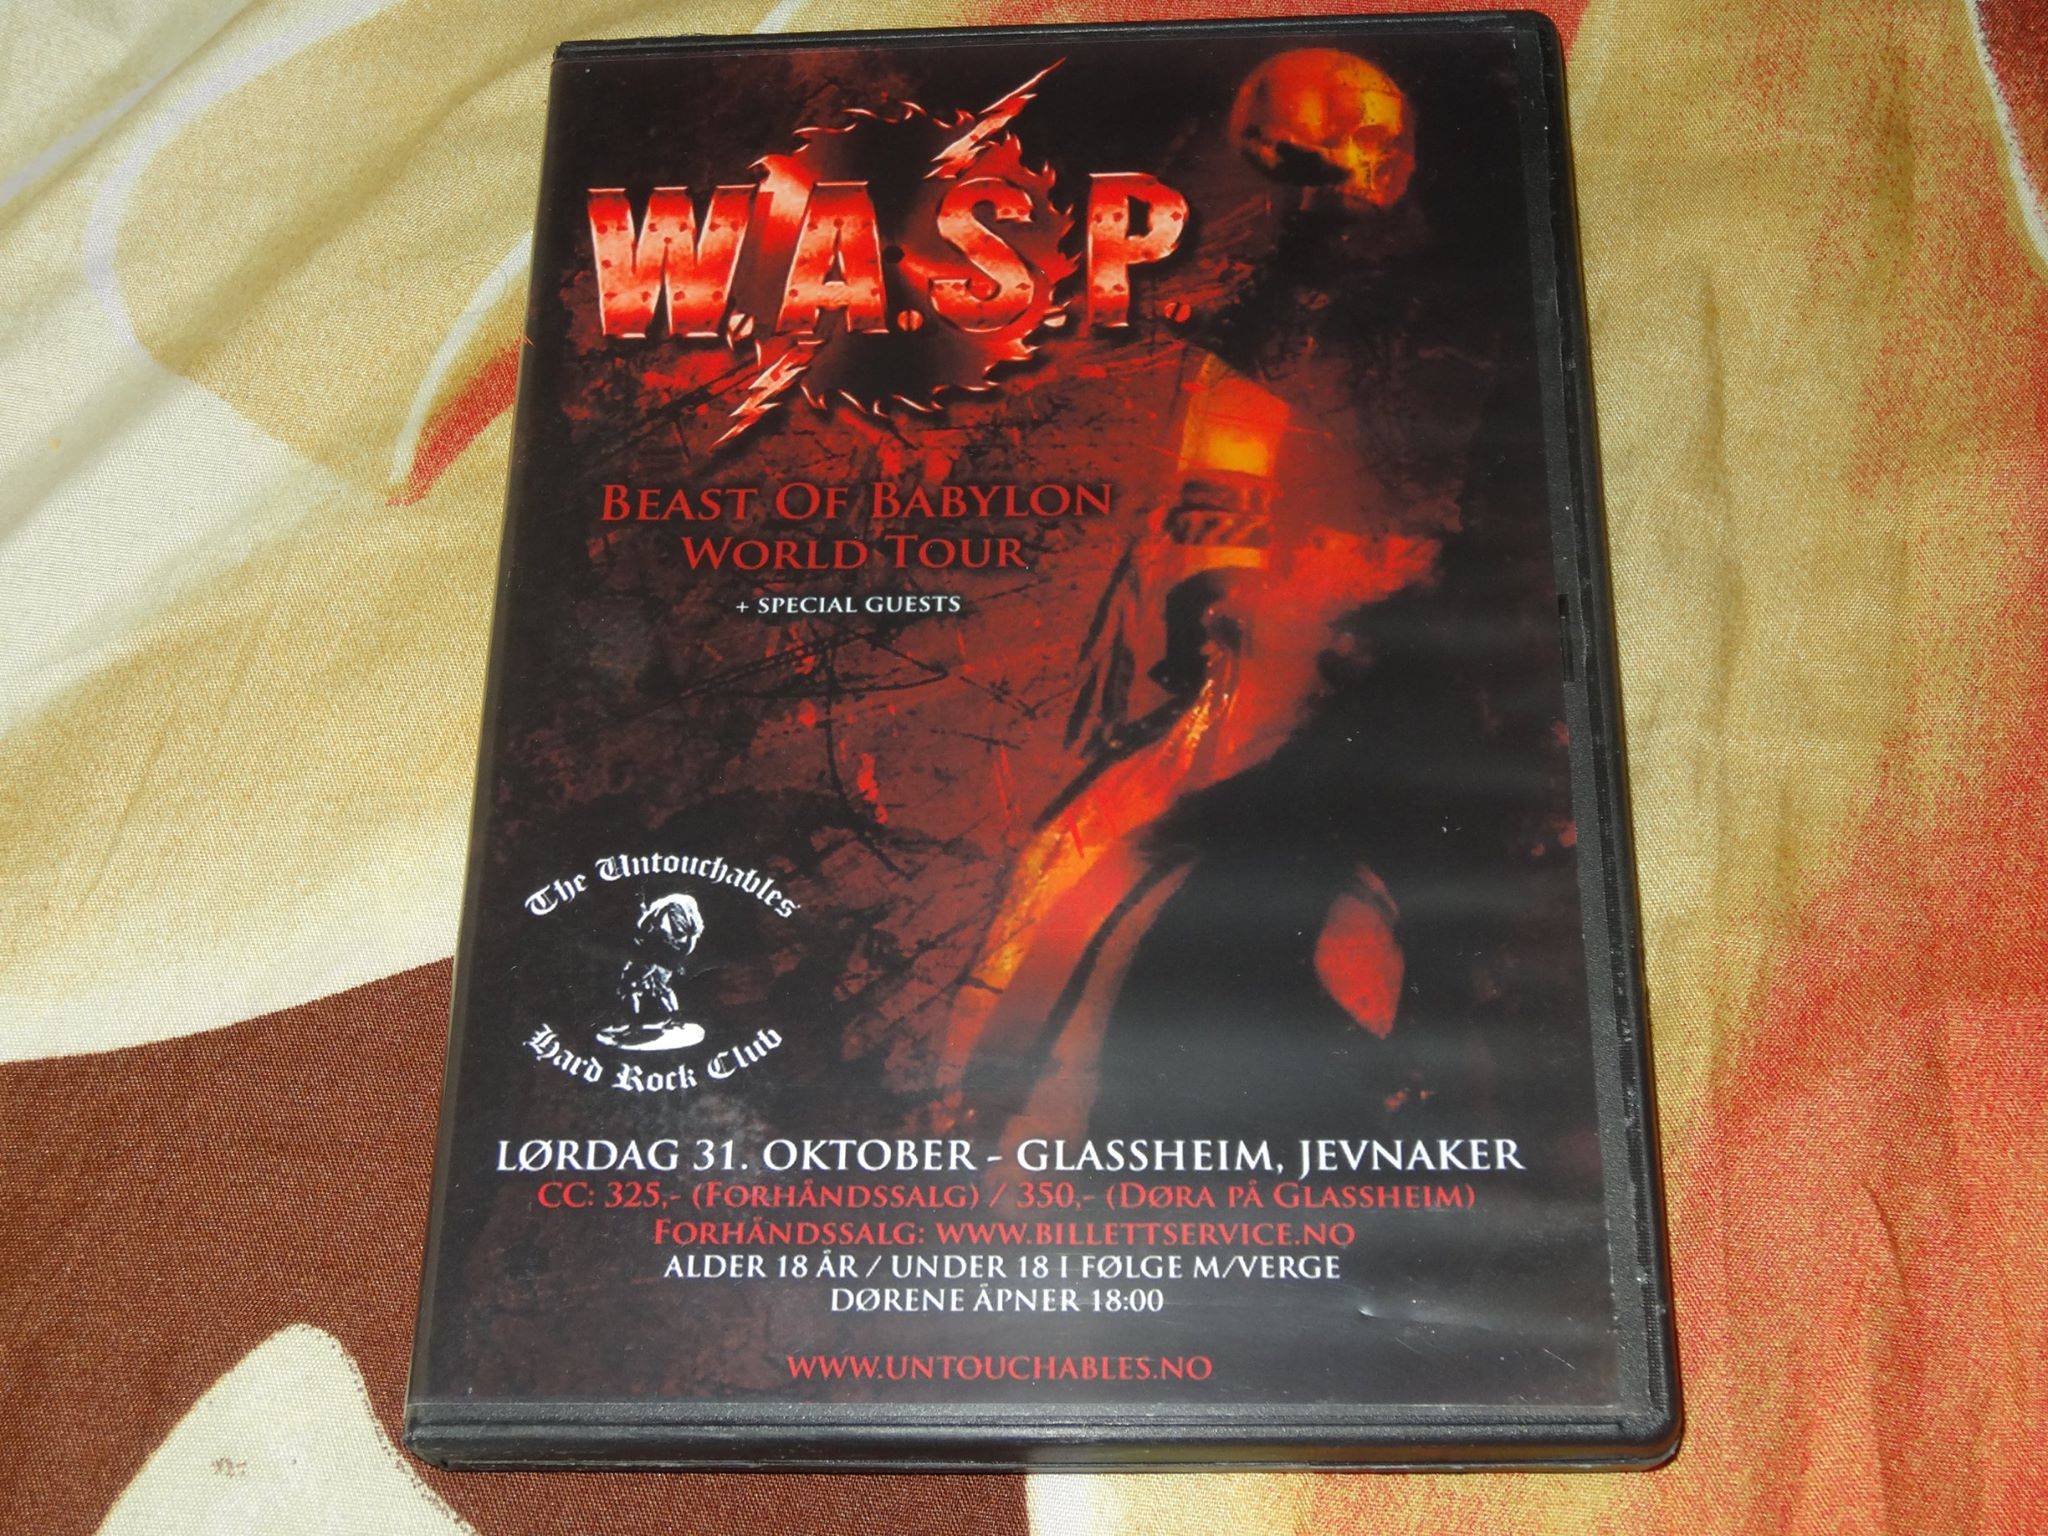 W.A.S.P.
BEAST OF BABYLON
WORLD TOUR
+ SPECIAL GUESTS
The Untouchables
Hard Rock Club
LØRDAG 31. OKTOBER - GLASSHEIM, JEVNAKER
CC: 325,- (FORHÅNDSSALG) / 350,- (DØRA PÅ GLASSHEIM)
FORHÅNDSSALG: WWW.BILLETTSERVICE.NO
ALDER 18 ÅR / UNDER 18 I FØLGE M/VERGE
DØRENE ÅPNER 18:00
WWW.UNTOUCHABLES.NO